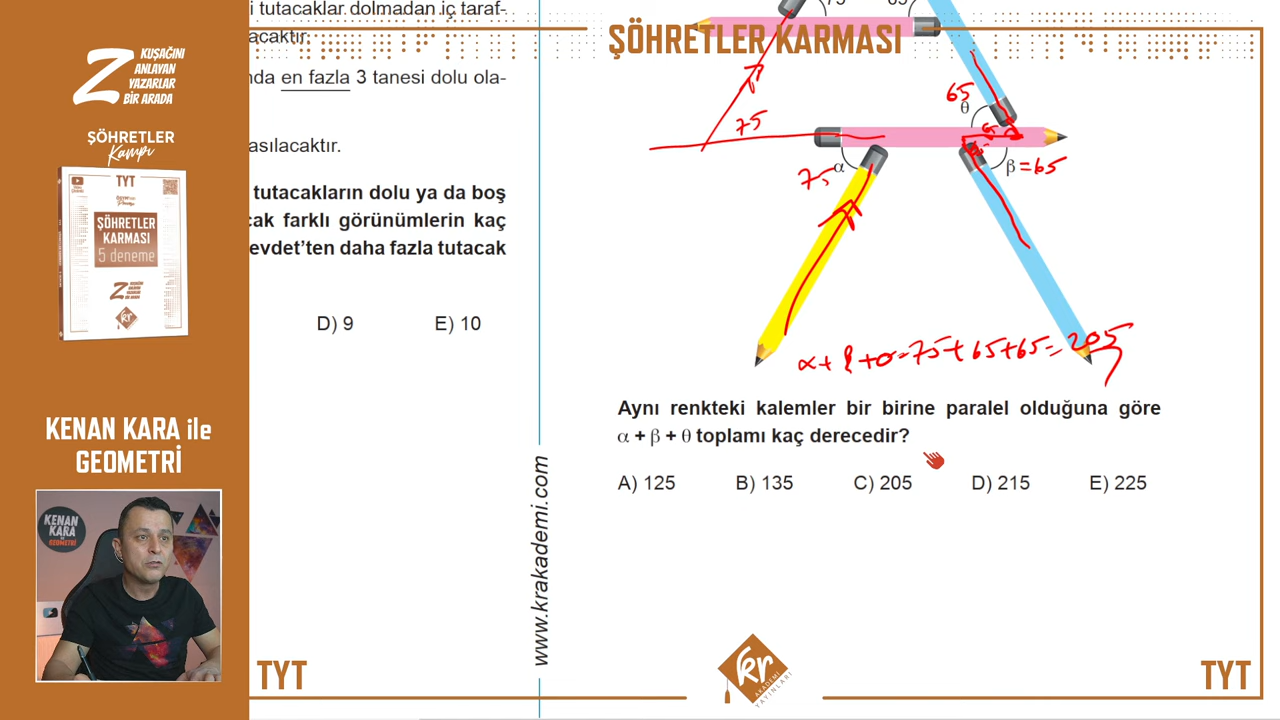 KUŞAĞINI
ANLAYAN
YAZARLAR
BİR ARADA
ŞÖHRETLER
Kampı
TYT
ŞÖHRETLER
KARMASI
5 deneme
kr
KENAN KARA ile
GEOMETRİ
KENAN
KARA
GEOMETRİ
i tutacaklar dolmadan iç taraf-
acaktır.
nda en fazla 3 tanesi dolu ola-
asılacaktır.
tutacakların dolu ya da boş
cak farklı görünümlerin kaç
evdet'ten daha fazla tutacak
D) 9
E) 10
www.krakademi.com
ŞÖHRETLER KARMASI
75
65
θ
α
75
β = 65
α + β + θ = 75 + 65 + 65 = 205
Aynı renkteki kalemler bir birine paralel olduğuna göre
α + β + θ toplamı kaç derecedir?
A) 125
B) 135
C) 205
D) 215
E) 225
TYT
kr
AKADEMİ
YAYINLARI
TYT